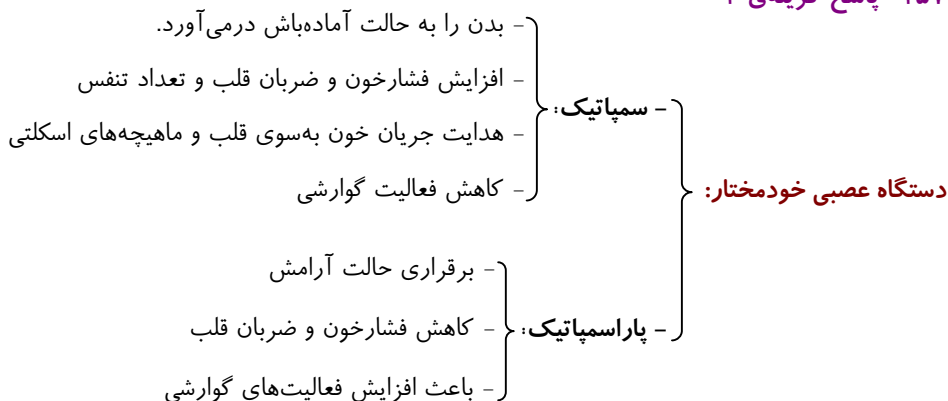 - بدن را به حالت آماده‌باش درمی‌آورد.
- افزایش فشارخون و ضربان قلب و تعداد تنفس
- سمپاتیک:
- هدایت جریان خون به‌سوی قلب و ماهیچه‌های اسکلتی
- کاهش فعالیت گوارشی
دستگاه عصبی خودمختار:
- برقراری حالت آرامش
- پاراسمپاتیک:
- کاهش فشارخون و ضربان قلب
- باعث افزایش فعالیت‌های گوارشی